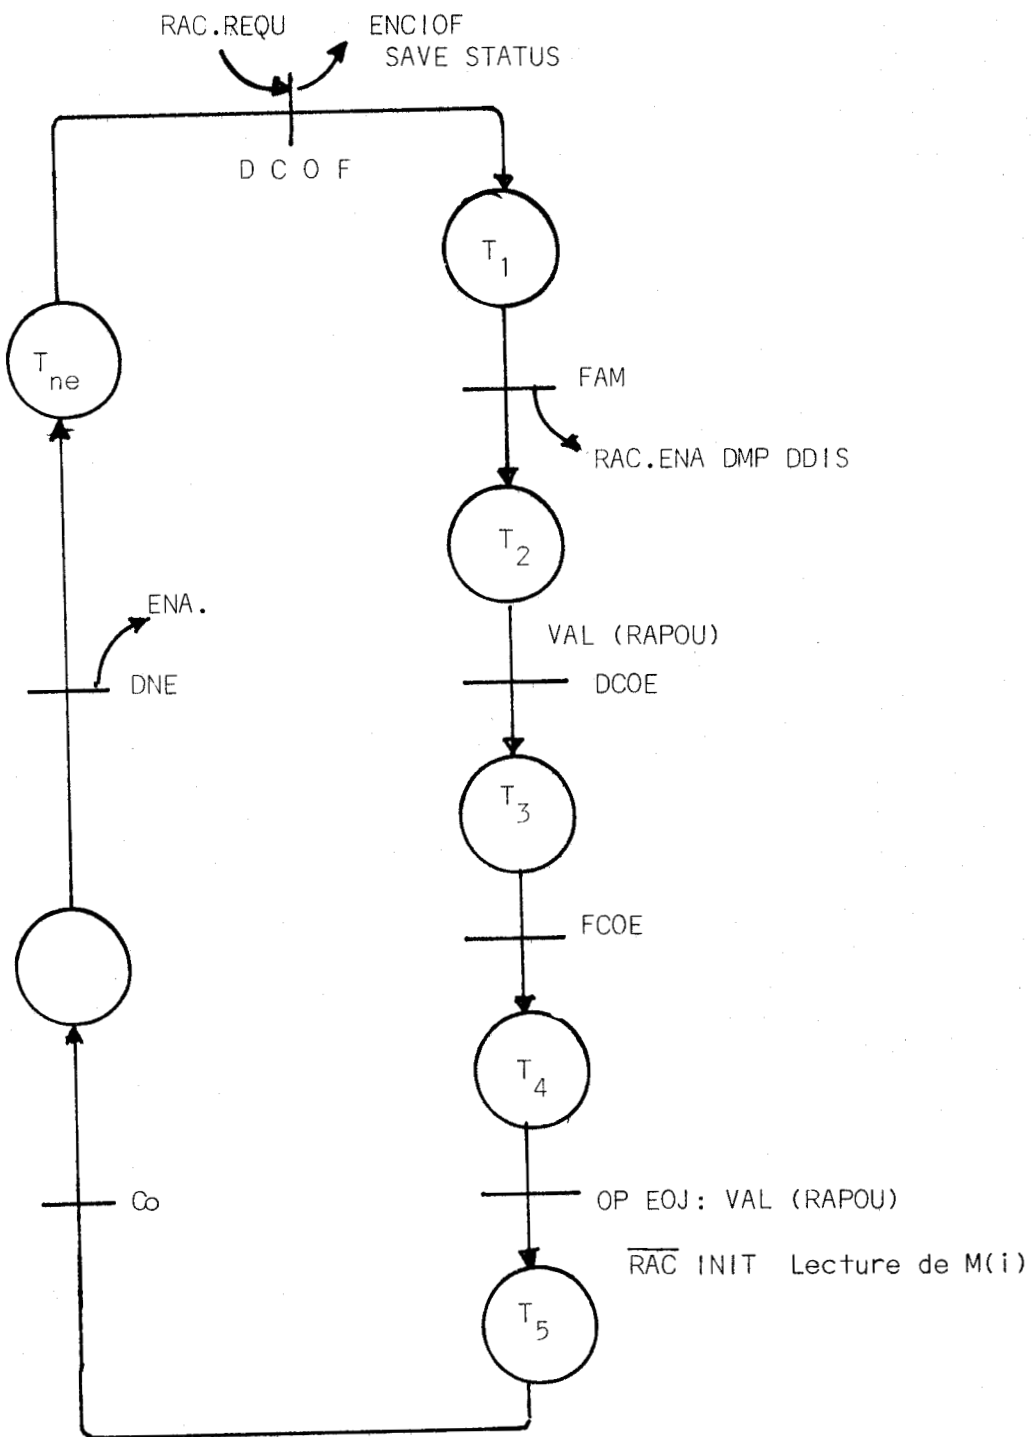 RAC.REQU
ENCIOF
SAVE STATUS
D C O F
T1
Tne
FAM
RAC.ENA DMP DDIS
T2
ENA.
VAL (RAPOU)
DNE
DCOE
T3
FCOE
T4
Co
OP EOJ: VAL (RAPOU)
R̅A̅C̅ INIT Lecture de M(i)
T5